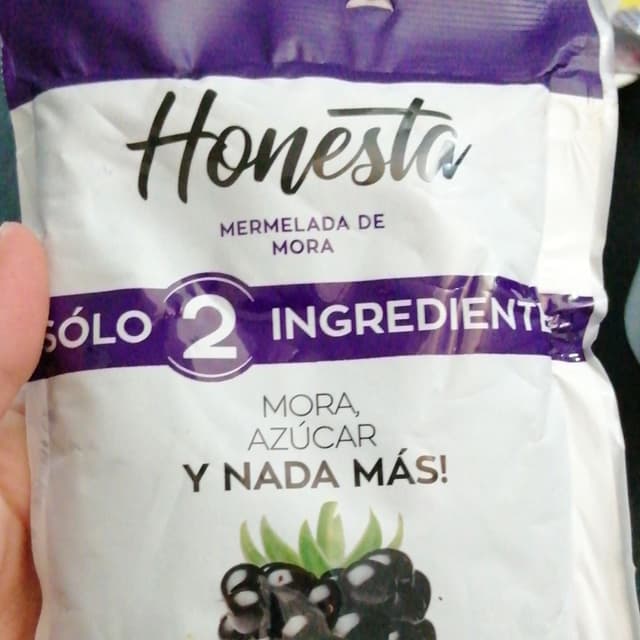 Honesta
MERMELADA DE
MORA
SÓLO 2 INGREDIENTE
MORA,
AZÚCAR
Y NADA MÁS!